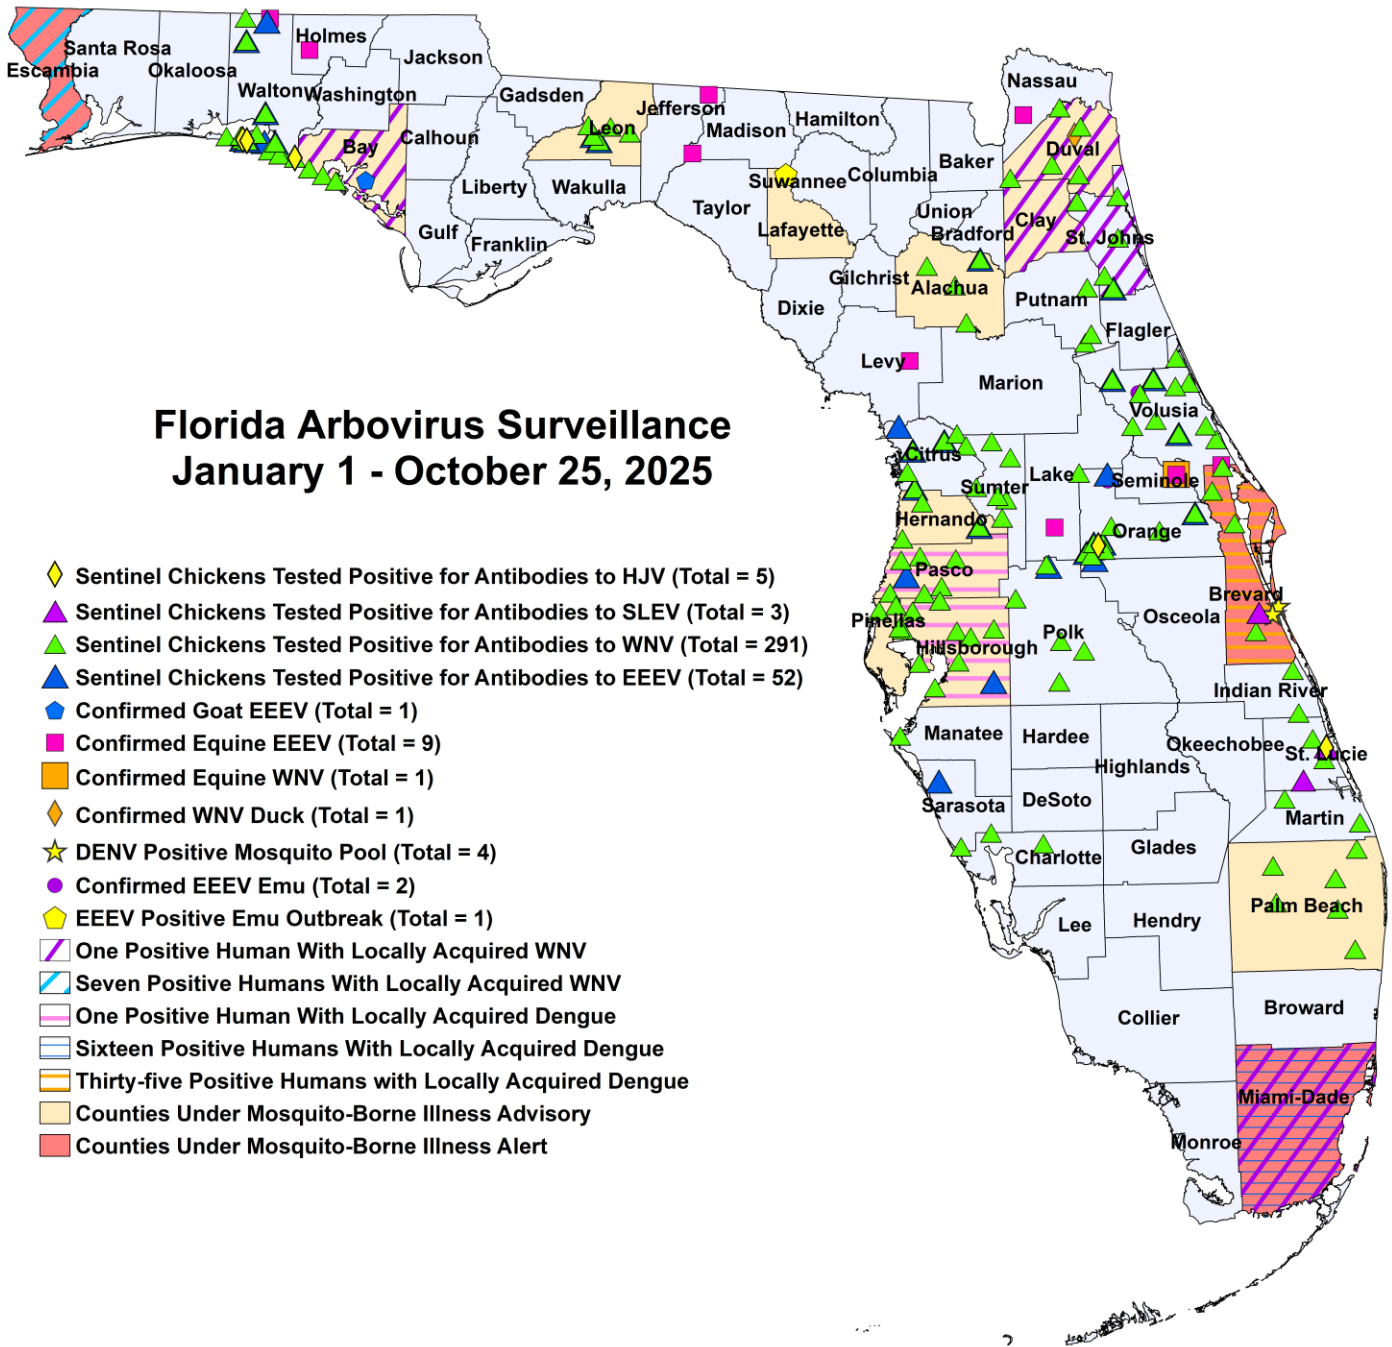 Holmes
Santa Rosa
Jackson
Escambia
Okaloosa
Walton
Washington
Gadsden
Jefferson
Leon
Madison
Hamilton
Nassau
Calhoun
Bay
Duval
Baker
Liberty
Wakulla
Suwannee
Columbia
Taylor
Union
Clay
Gulf
Franklin
Lafayette
Bradford
St. Johns
Gilchrist
Alachua
Dixie
Putnam
Flagler
Levy
Marion
Volusia
Florida Arbovirus Surveillance
January 1 - October 25, 2025
Citrus
Lake
Seminole
Sumter
Hernando
Orange
Pasco
Brevard
Pinellas
Osceola
Polk
Hillsborough
Indian River
Manatee
Hardee
Okeechobee
St. Lucie
Highlands
Sarasota
DeSoto
Martin
Charlotte
Glades
Palm Beach
Lee
Hendry
Broward
Collier
Miami-Dade
Monroe
Sentinel Chickens Tested Positive for Antibodies to HJV (Total = 5)
Sentinel Chickens Tested Positive for Antibodies to SLEV (Total = 3)
Sentinel Chickens Tested Positive for Antibodies to WNV (Total = 291)
Sentinel Chickens Tested Positive for Antibodies to EEEV (Total = 52)
Confirmed Goat EEEV (Total = 1)
Confirmed Equine EEEV (Total = 9)
Confirmed Equine WNV (Total = 1)
Confirmed WNV Duck (Total = 1)
DENV Positive Mosquito Pool (Total = 4)
Confirmed EEEV Emu (Total = 2)
EEEV Positive Emu Outbreak (Total = 1)
One Positive Human With Locally Acquired WNV
Seven Positive Humans With Locally Acquired WNV
One Positive Human With Locally Acquired Dengue
Sixteen Positive Humans With Locally Acquired Dengue
Thirty-five Positive Humans with Locally Acquired Dengue
Counties Under Mosquito-Borne Illness Advisory
Counties Under Mosquito-Borne Illness Alert